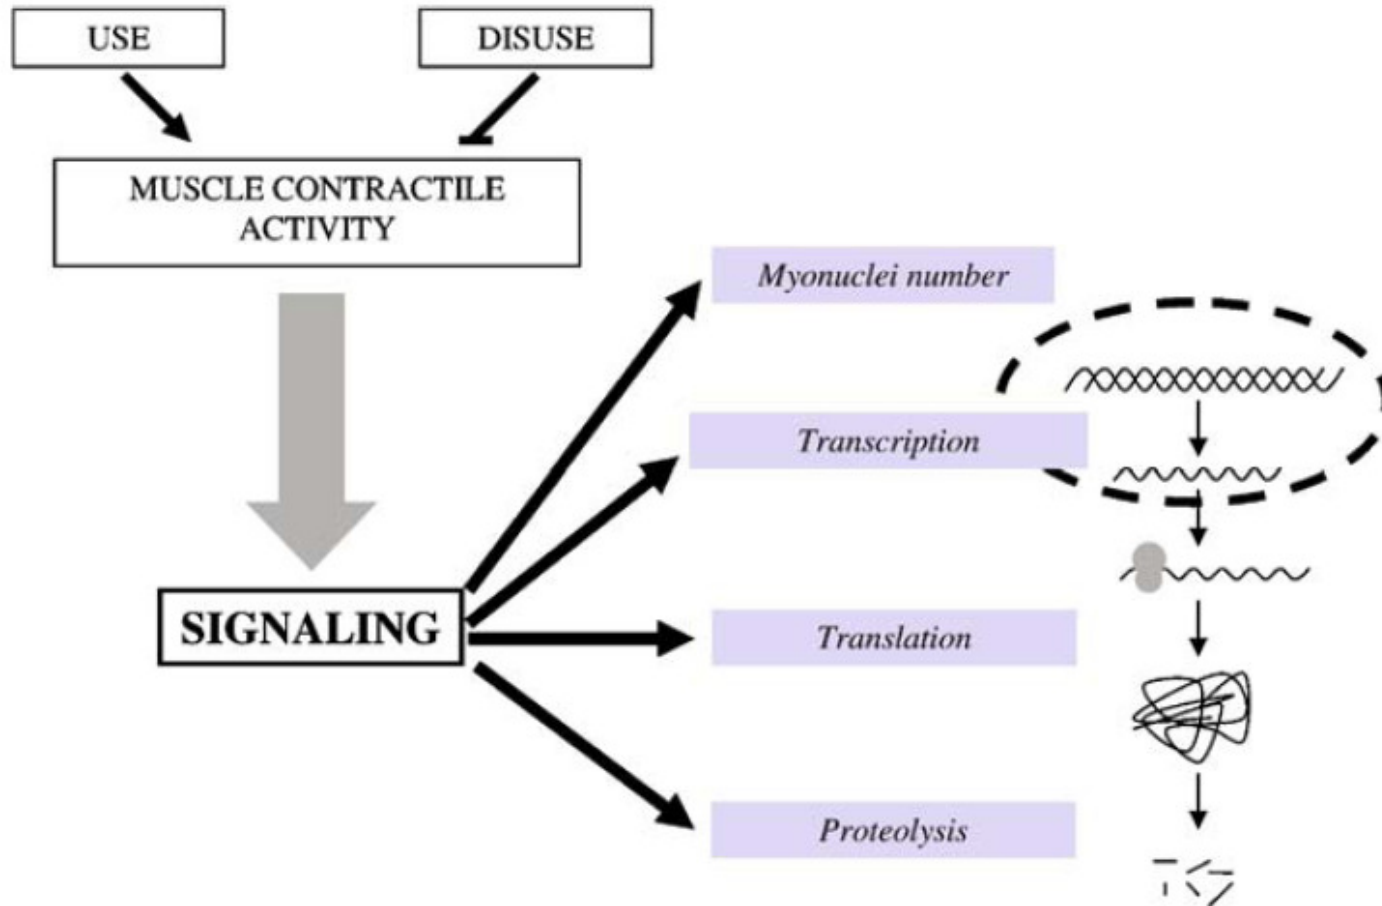 USE
DISUSE
MUSCLE CONTRACTILE
ACTIVITY
Myonuclei number
Transcription
SIGNALING
Translation
Proteolysis